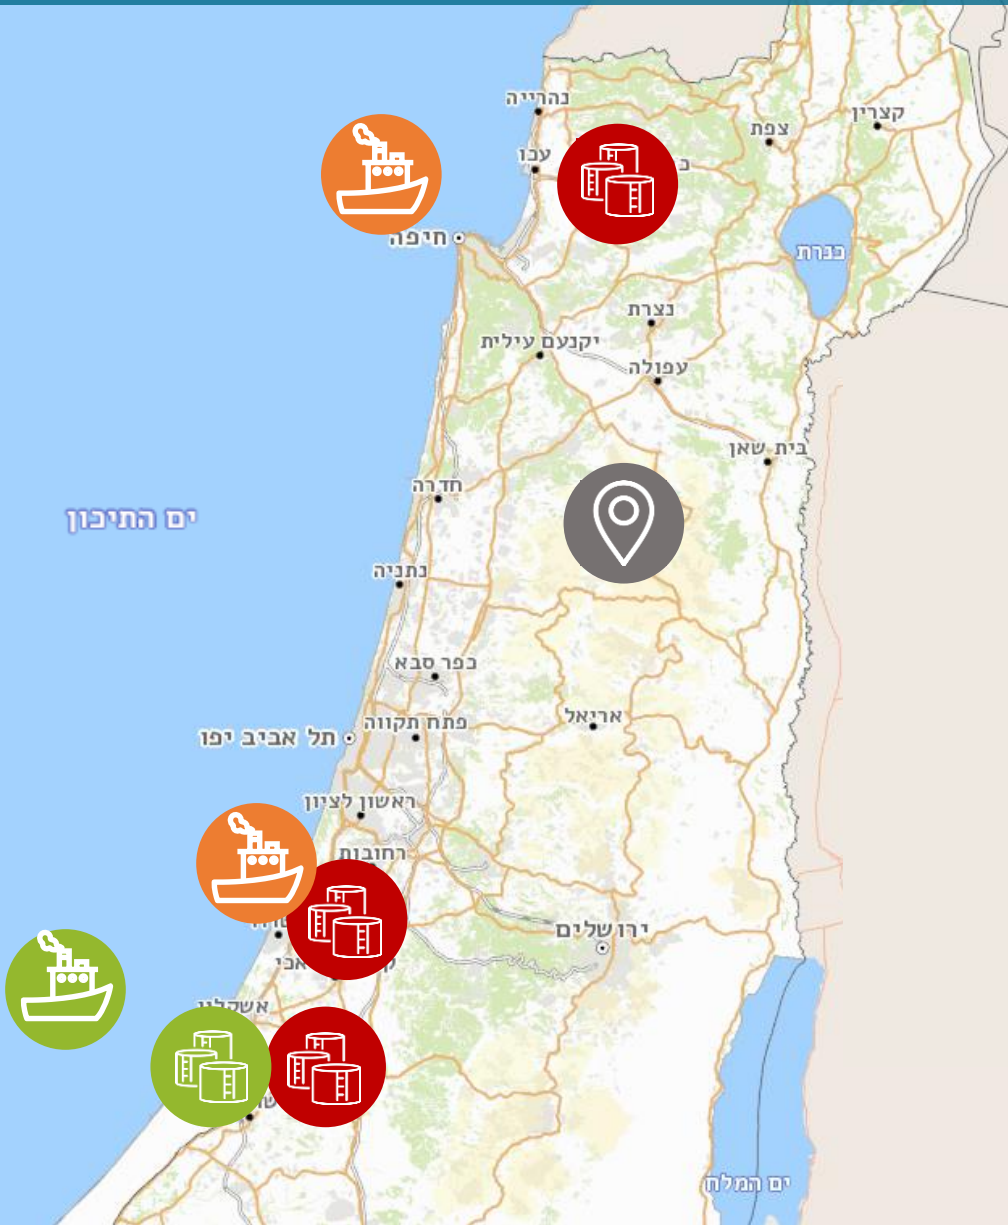 נהרייה
קצרין
צפת
עכו
חיפה
כנרת
נצרת
יקנעם עילית
עפולה
בית שאן
חדרה
ים התיכון
נתניה
כפר סבא
אריאל
פתח תקווה
תל אביב יפו
ראשון לציון
רחובות
ירושלים
אשקלון
ים המלח